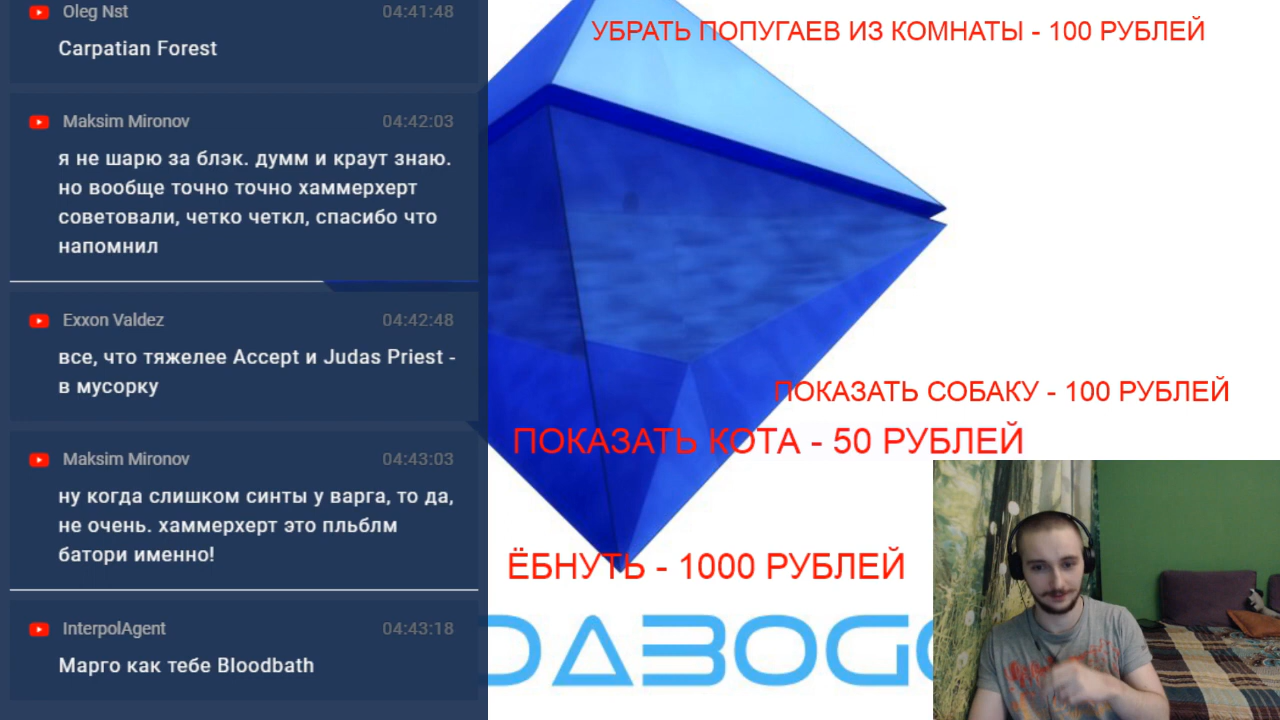 Oleg Nst 04:41:48
Carpatian Forest
Maksim Mironov 04:42:03
я не шарю за блэк. думм и краут знаю.
но вообще точно точно хаммерхерт
советовали, четко четкл, спасибо что
напомнил
Exxon Valdez 04:42:48
все, что тяжелее Accept и Judas Priest -
в мусорку
Maksim Mironov 04:43:03
ну когда слишком синты у варга, то да,
не очень. хаммерхерт это пльблм
батори именно!
InterpolAgent 04:43:18
Марго как тебе Bloodbath
УБРАТЬ ПОПУГАЕВ ИЗ КОМНАТЫ - 100 РУБЛЕЙ
ПОКАЗАТЬ СОБАКУ - 100 РУБЛЕЙ
ПОКАЗАТЬ КОТА - 50 РУБЛЕЙ
ЁБНУТЬ - 1000 РУБЛЕЙ